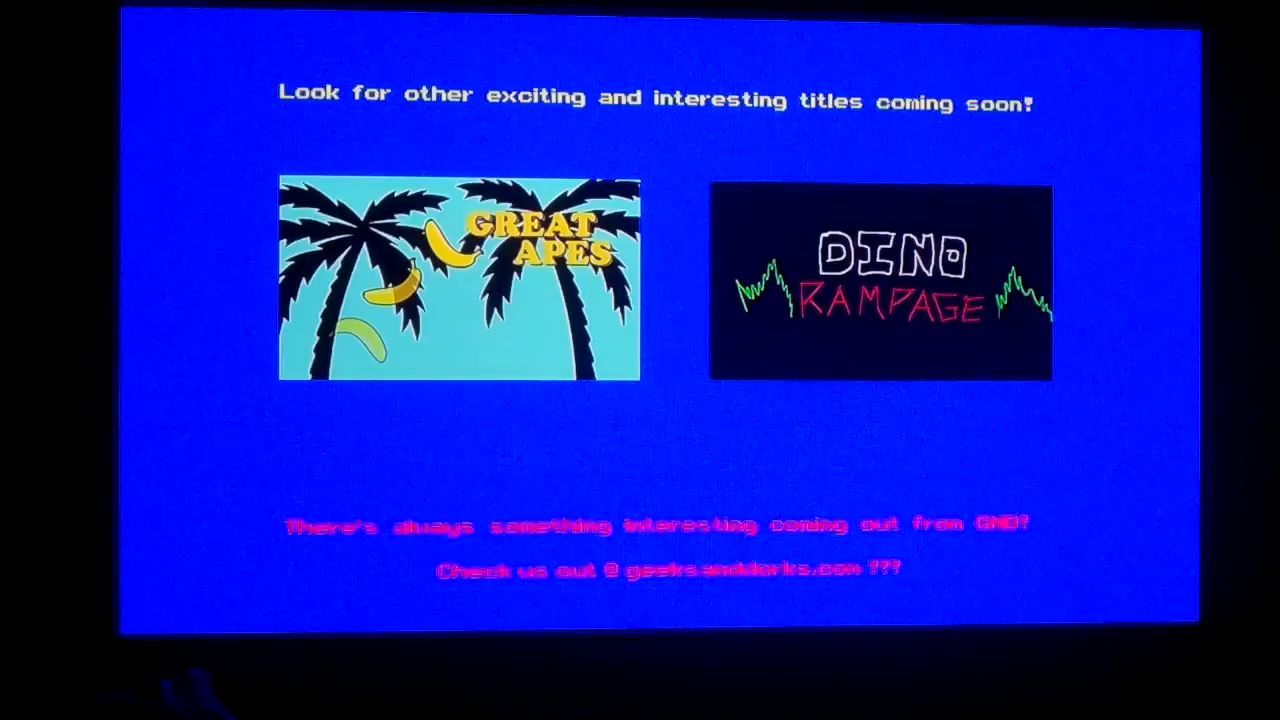 Look for other exciting and interesting titles coming soon!
GREAT
APES
DINO
RAMPAGE
There's always something interesting coming out from GND!
Check us out @ geeksanddorks.com !!!